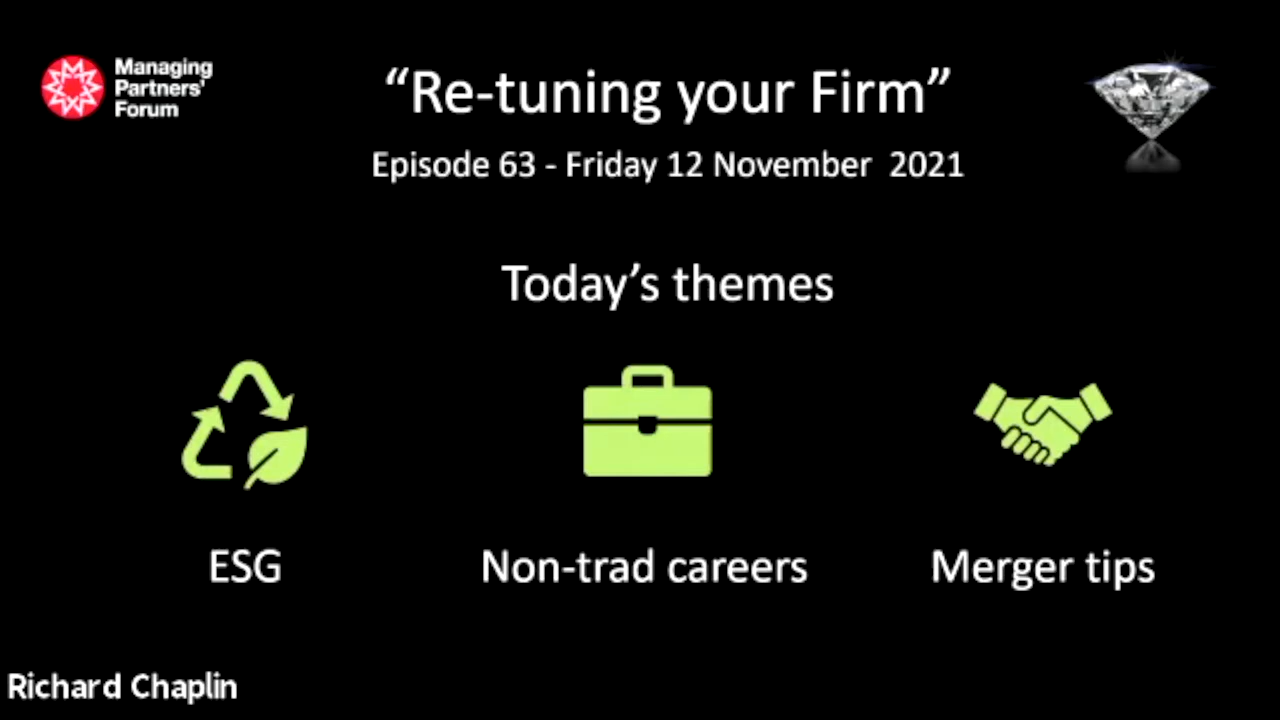 Managing
Partners'
Forum
“Re-tuning your Firm”
Episode 63 - Friday 12 November 2021
Today’s themes
ESG
Non-trad careers
Merger tips
Richard Chaplin